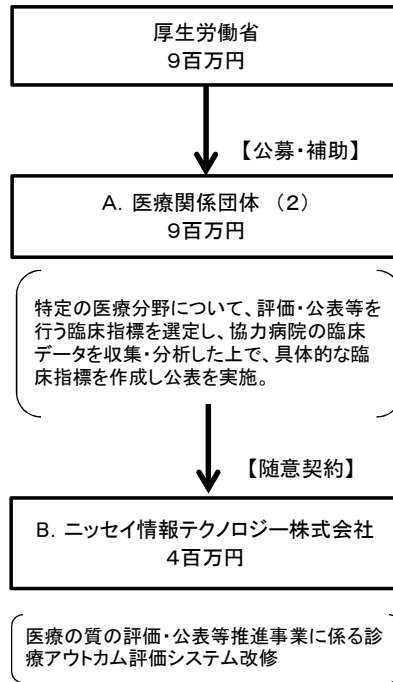 厚生労働省
9百万円
【公募・補助】
A. 医療関係団体 （2）
9百万円
特定の医療分野について、評価・公表等を
行う臨床指標を選定し、協力病院の臨床
データを収集・分析した上で、具体的な臨
床指標を作成し公表を実施。
【随意契約】
B. ニッセイ情報テクノロジー株式会社
4百万円
医療の質の評価・公表等推進事業に係る診
療アウトカム評価システム改修